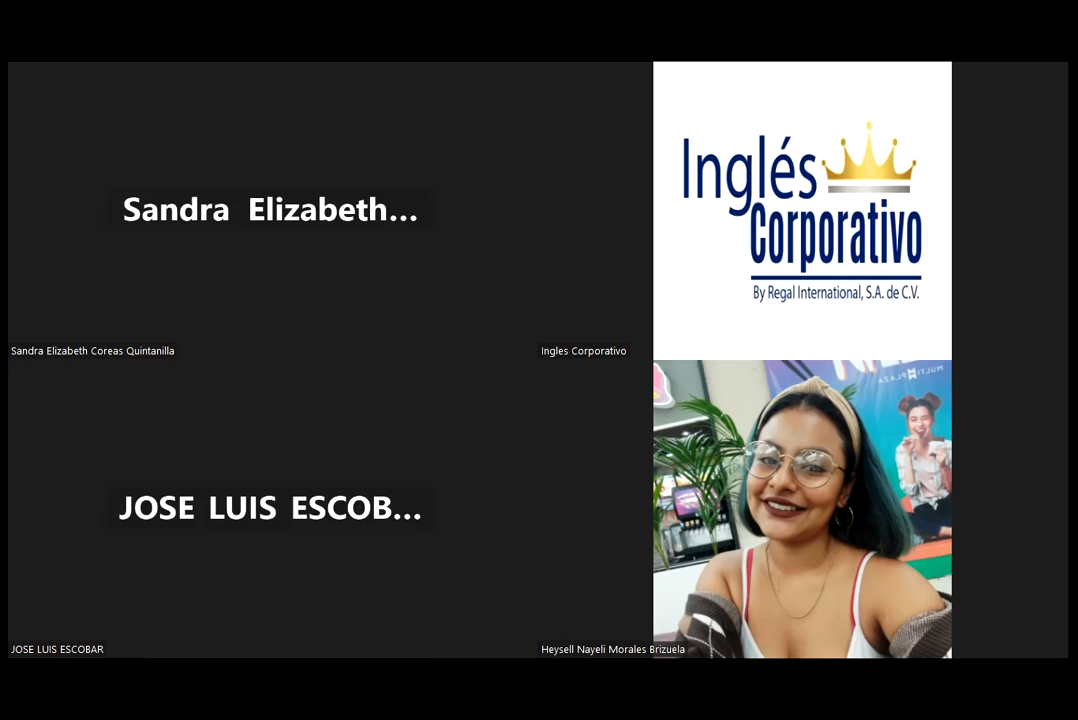 Sandra Elizabeth...
Inglés
Corporativo
By Regal International, S.A. de C.V.
Sandra Elizabeth Coreas Quintanilla
Ingles Corporativo
MULTIPLAZA
JOSE LUIS ESCOB...
JOSE LUIS ESCOBAR
Heysell Nayeli Morales Brizuela